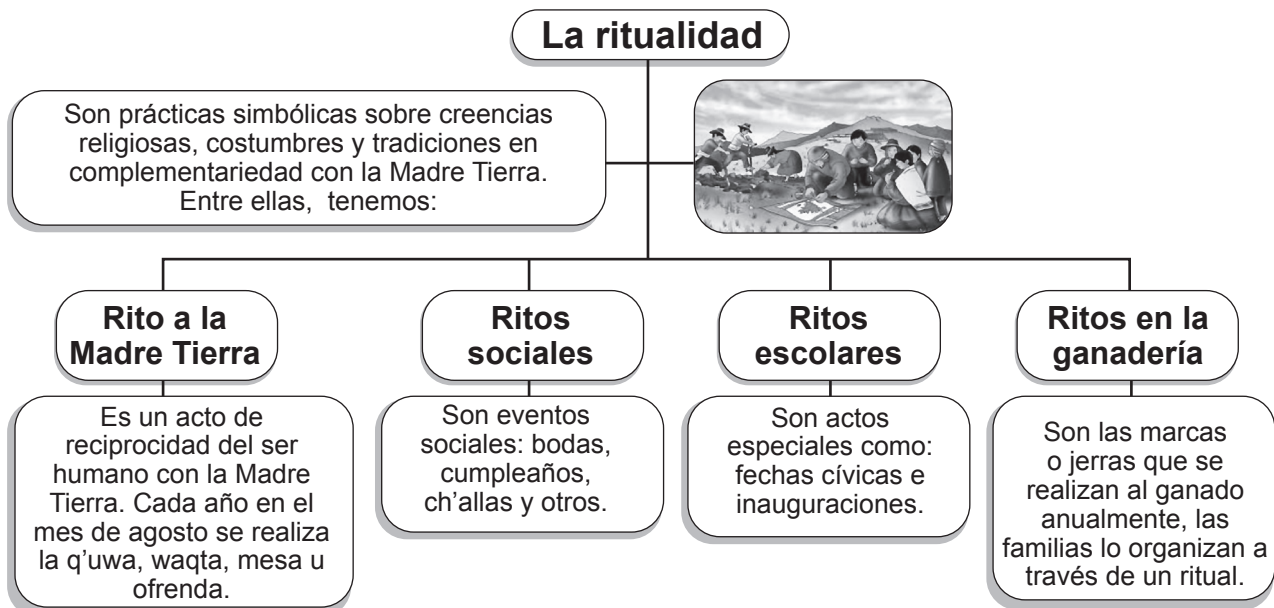 La ritualidad
Son prácticas simbólicas sobre creencias
religiosas, costumbres y tradiciones en
complementariedad con la Madre Tierra.
Entre ellas, tenemos:
Rito a la
Madre Tierra
Es un acto de
reciprocidad del ser
humano con la Madre
Tierra. Cada año en el
mes de agosto se realiza
la q’uwa, waqta, mesa u
ofrenda.
Ritos
sociales
Son eventos
sociales: bodas,
cumpleaños,
ch’allas y otros.
Ritos
escolares
Son actos
especiales como:
fechas cívicas e
inauguraciones.
Ritos en la
ganadería
Son las marcas
o jerras que se
realizan al ganado
anualmente, las
familias lo organizan a
través de un ritual.